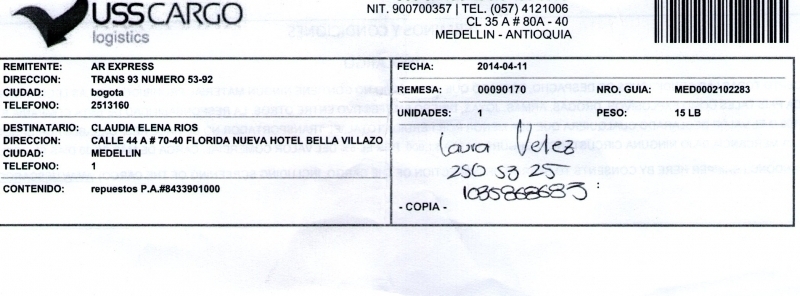 USSCARGO
logistics
NIT. 900700357 | TEL. (057) 4121006
CL 35 A # 80A - 40
MEDELLIN - ANTIOQUIA
REMITENTE: AR EXPRESS
DIRECCION: TRANS 93 NUMERO 53-92
CIUDAD: bogota
TELEFONO: 2513160
DESTINATARIO: CLAUDIA ELENA RIOS
DIRECCION: CALLE 44 A # 70-40 FLORIDA NUEVA HOTEL BELLA VILLAZO
CIUDAD: MEDELLIN
TELEFONO: 1
CONTENIDO: repuestos P.A.#8433901000
FECHA: 2014-04-11
REMESA: 00090170 NRO. GUIA: MED0002102283
UNIDADES: 1 PESO: 15 LB
Laura Velez
250 53 25
1035868683
- COPIA -